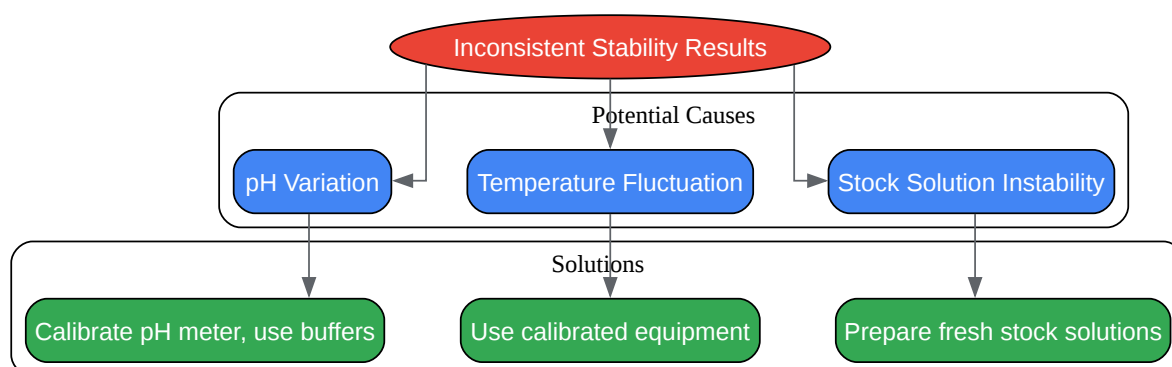 Inconsistent Stability Results
Potential Causes
pH Variation
Temperature Fluctuation
Stock Solution Instability
Solutions
Calibrate pH meter, use buffers
Use calibrated equipment
Prepare fresh stock solutions